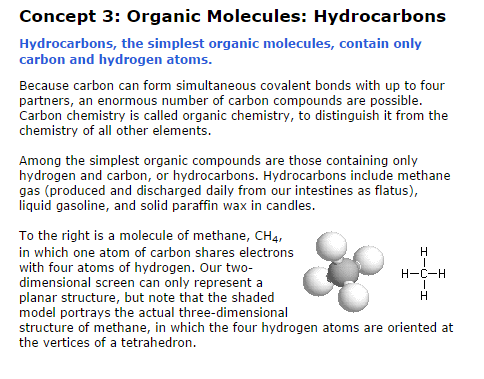 Concept 3: Organic Molecules: Hydrocarbons
Hydrocarbons, the simplest organic molecules, contain only
carbon and hydrogen atoms.
Because carbon can form simultaneous covalent bonds with up to four
partners, an enormous number of carbon compounds are possible.
Carbon chemistry is called organic chemistry, to distinguish it from the
chemistry of all other elements.
Among the simplest organic compounds are those containing only
hydrogen and carbon, or hydrocarbons. Hydrocarbons include methane
gas (produced and discharged daily from our intestines as flatus),
liquid gasoline, and solid paraffin wax in candles.
To the right is a molecule of methane, CH₄,
in which one atom of carbon shares electrons
with four atoms of hydrogen. Our two-
dimensional screen can only represent a
planar structure, but note that the shaded
model portrays the actual three-dimensional
structure of methane, in which the four hydrogen atoms are oriented at
the vertices of a tetrahedron.
H
H-C-H
H